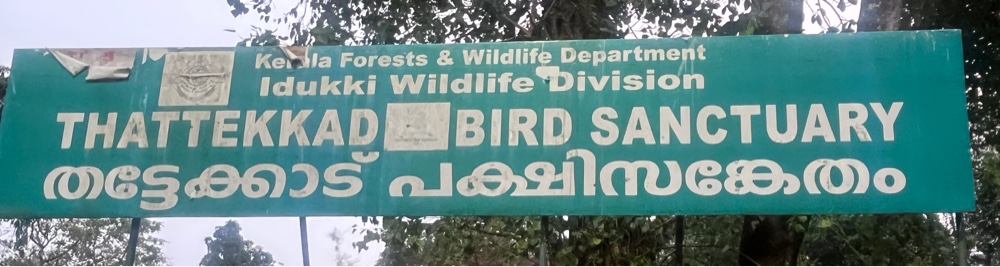 Kerala Forests & Wildlife Department
Idukki Wildlife Division
THATTEKKAD BIRD SANCTUARY
തട്ടേക്കാട് പക്ഷിസങ്കേതം